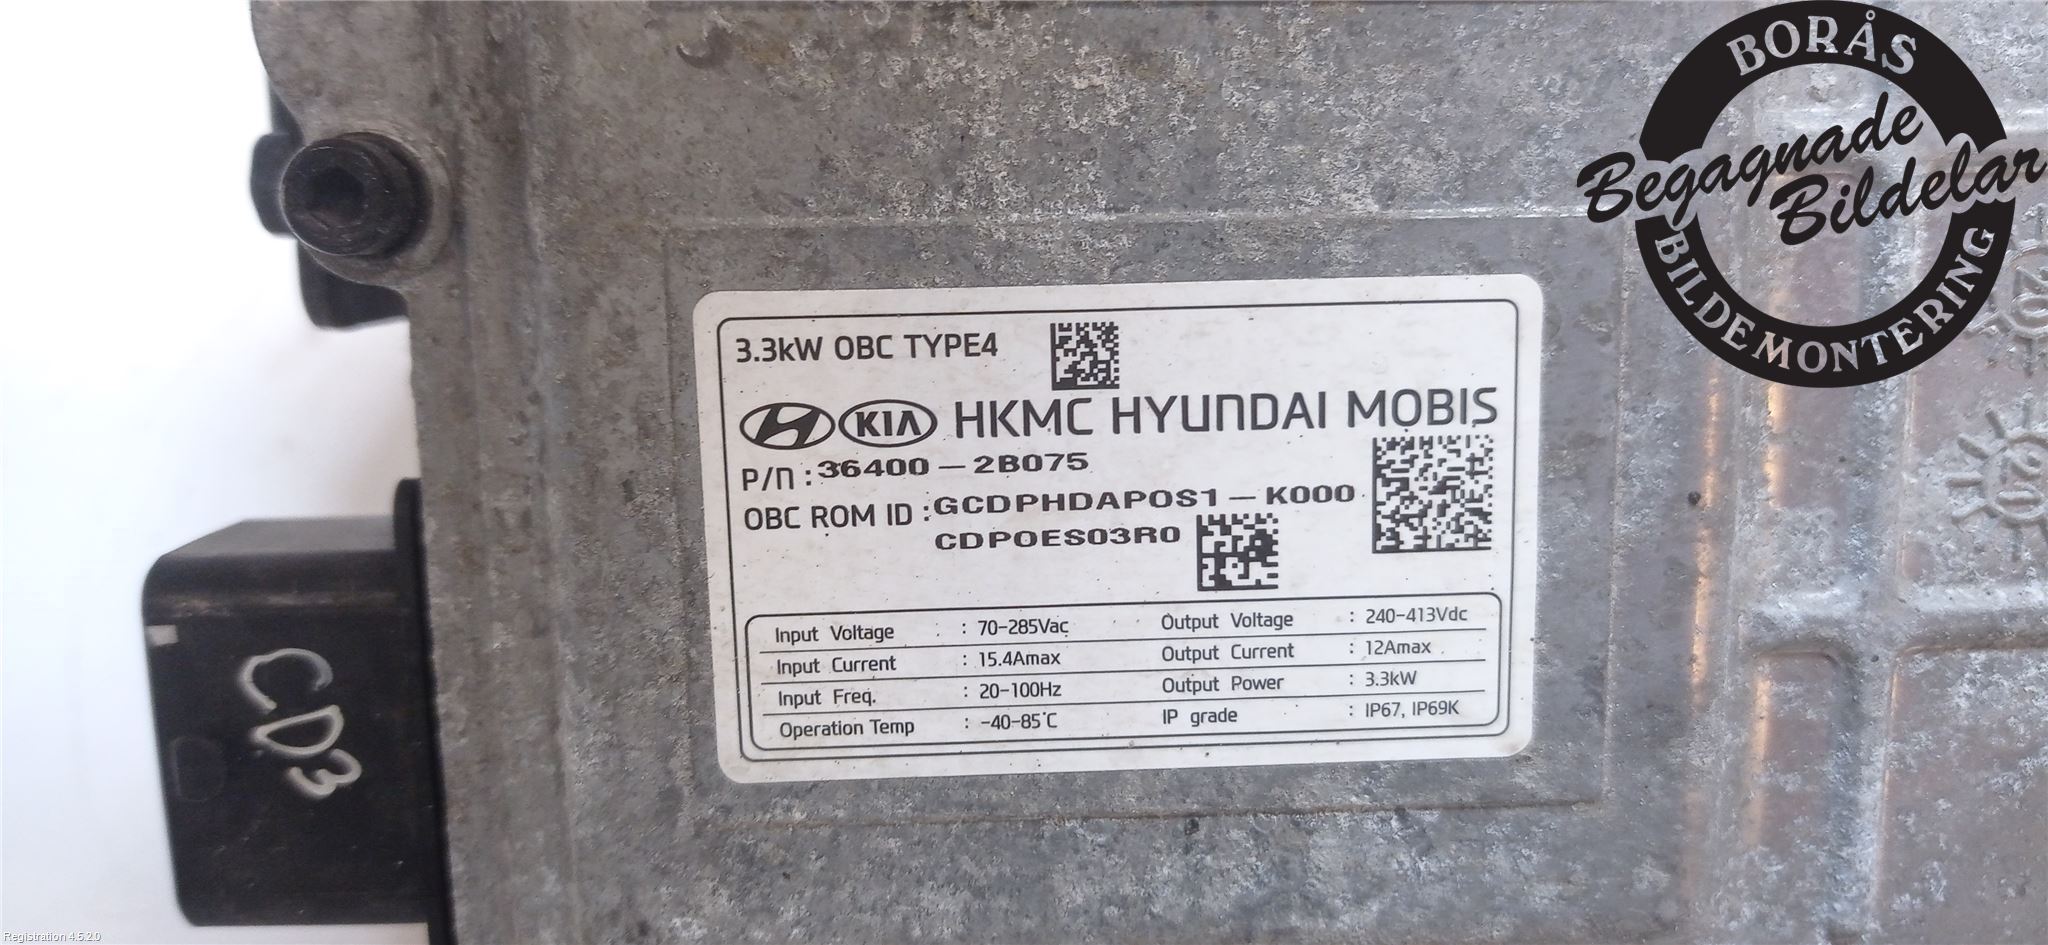 BORÅS
Begagnade
Bildelar
BILDEMONTERING
3.3kW OBC TYPE4
KIA HKMC HYUNDAI MOBIS
P/N : 36400-2B075
OBC ROM ID : GCDPHDAPOS1-K000
CDPOES03R0
Input Voltage : 70-285Vac Output Voltage : 240-413Vdc
Input Current : 15.4Amax Output Current : 12Amax
Input Freq. : 20-100Hz Output Power : 3.3kW
Operation Temp : -40-85°C IP grade : IP67, IP69K
CD3
Registration 4.5.2.0